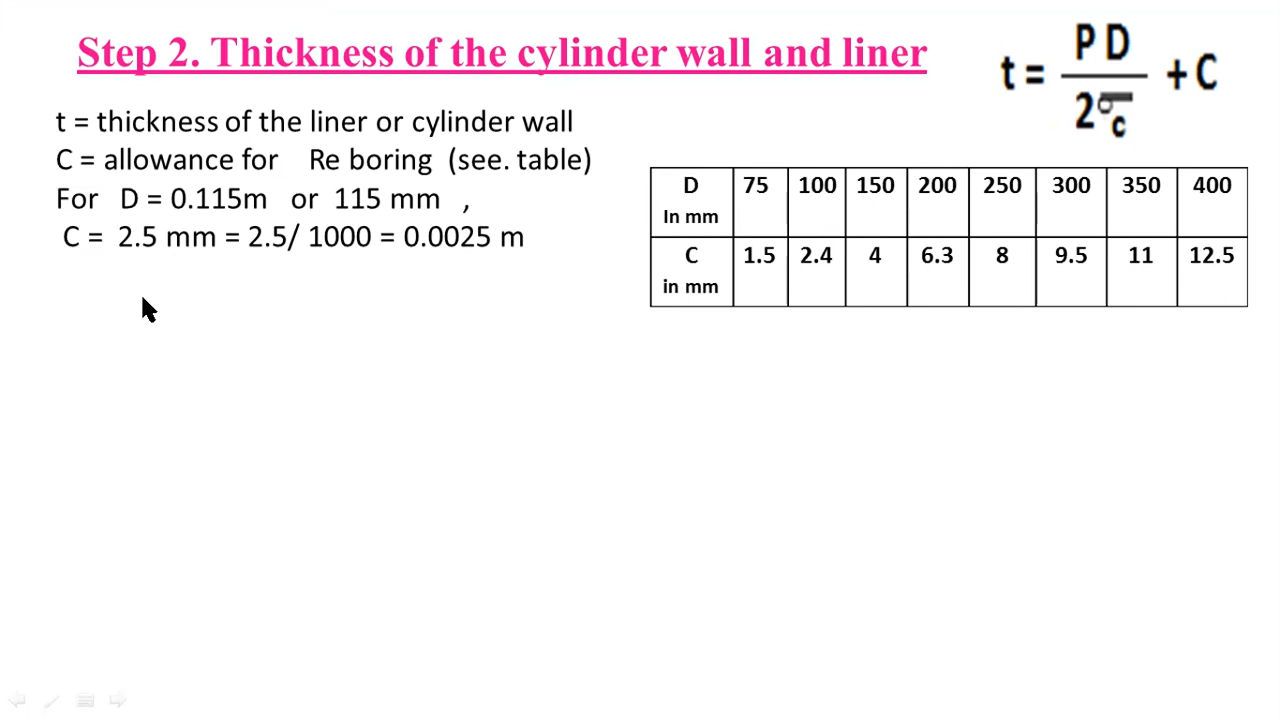 Step 2. Thickness of the cylinder wall and liner
t = P D / 2σc + C
t = thickness of the liner or cylinder wall
C = allowance for Re boring (see. table)
For D = 0.115m or 115 mm ,
C = 2.5 mm = 2.5/ 1000 = 0.0025 m
D In mm 75 100 150 200 250 300 350 400
C in mm 1.5 2.4 4 6.3 8 9.5 11 12.5